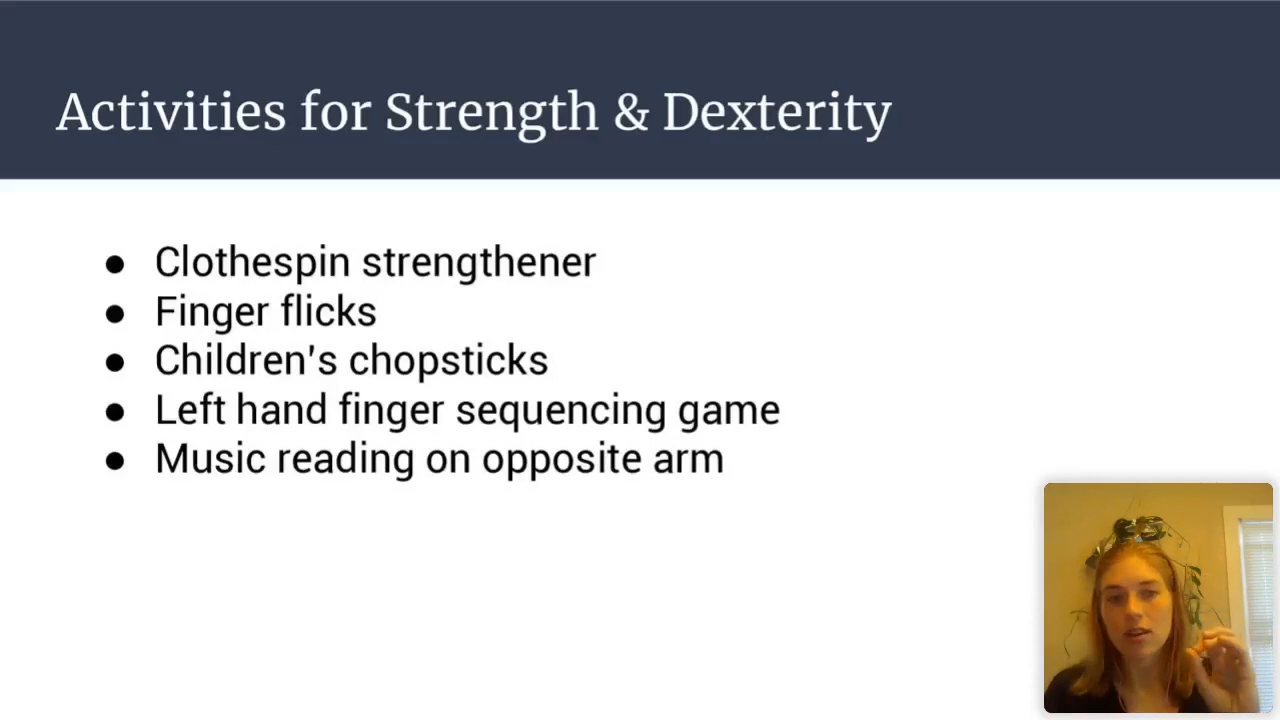 Activities for Strength & Dexterity
● Clothespin strengthener
● Finger flicks
● Children's chopsticks
● Left hand finger sequencing game
● Music reading on opposite arm